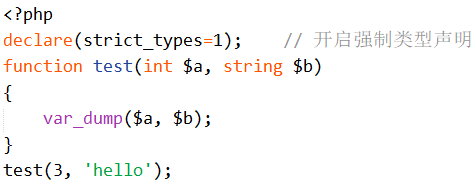 <?php
declare(strict_types=1);    // 开启强制类型声明
function test(int $a, string $b)
{
    var_dump($a, $b);
}
test(3, 'hello');